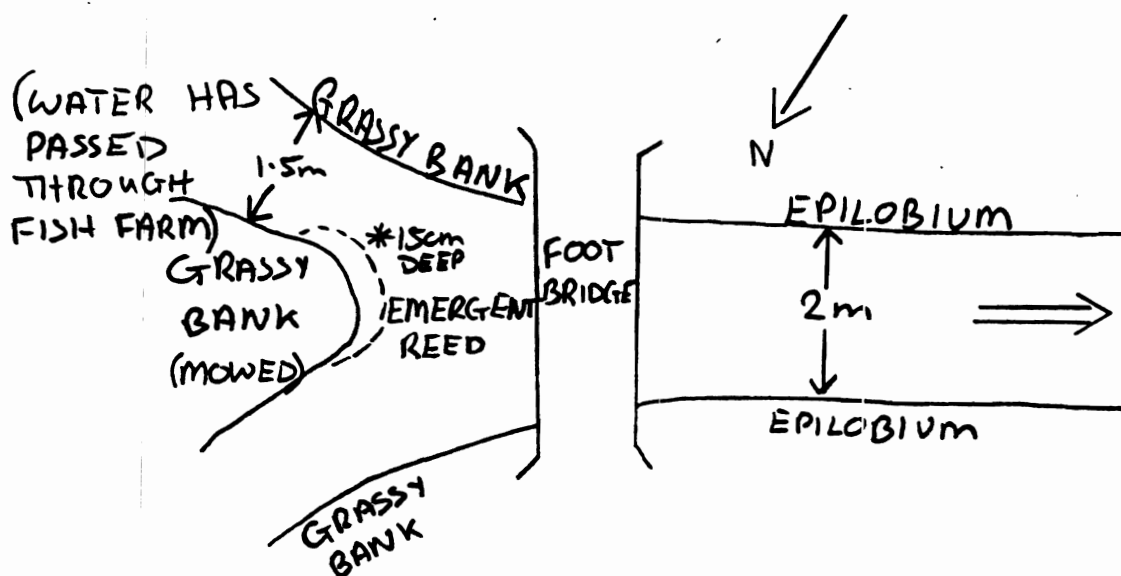 (WATER HAS
PASSED
THROUGH
FISH FARM)
1.5m
GRASSY BANK
N
GRASSY
BANK
(MOWED)
*15cm
DEEP
EMERGENT
REED
FOOT
BRIDGE
EPILOBIUM
2m
EPILOBIUM
GRASSY
BANK